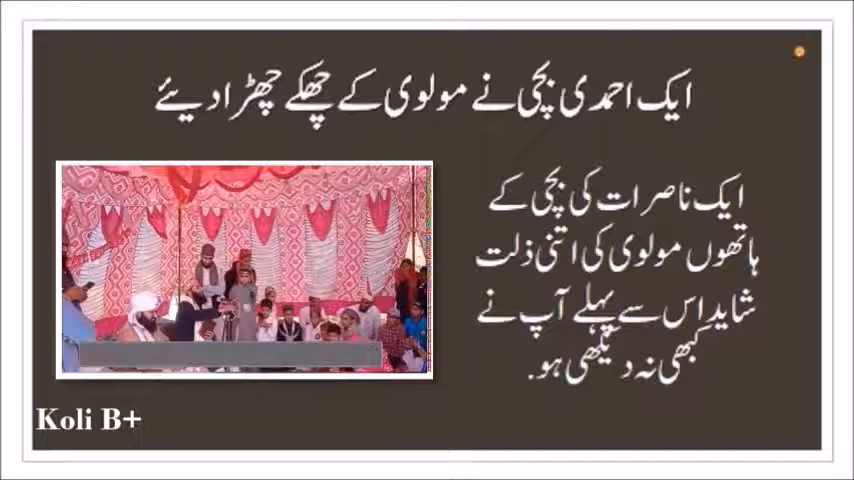 ایک احمدی بچی نے مولوی کے چھکے چھڑا دیئے
ایک ناصرات کی بچی کے
ہاتھوں مولوی کی اتنی ذلت
شاید اس سے پہلے آپ نے
کبھی نہ دیکھی ہو.
Koli B+